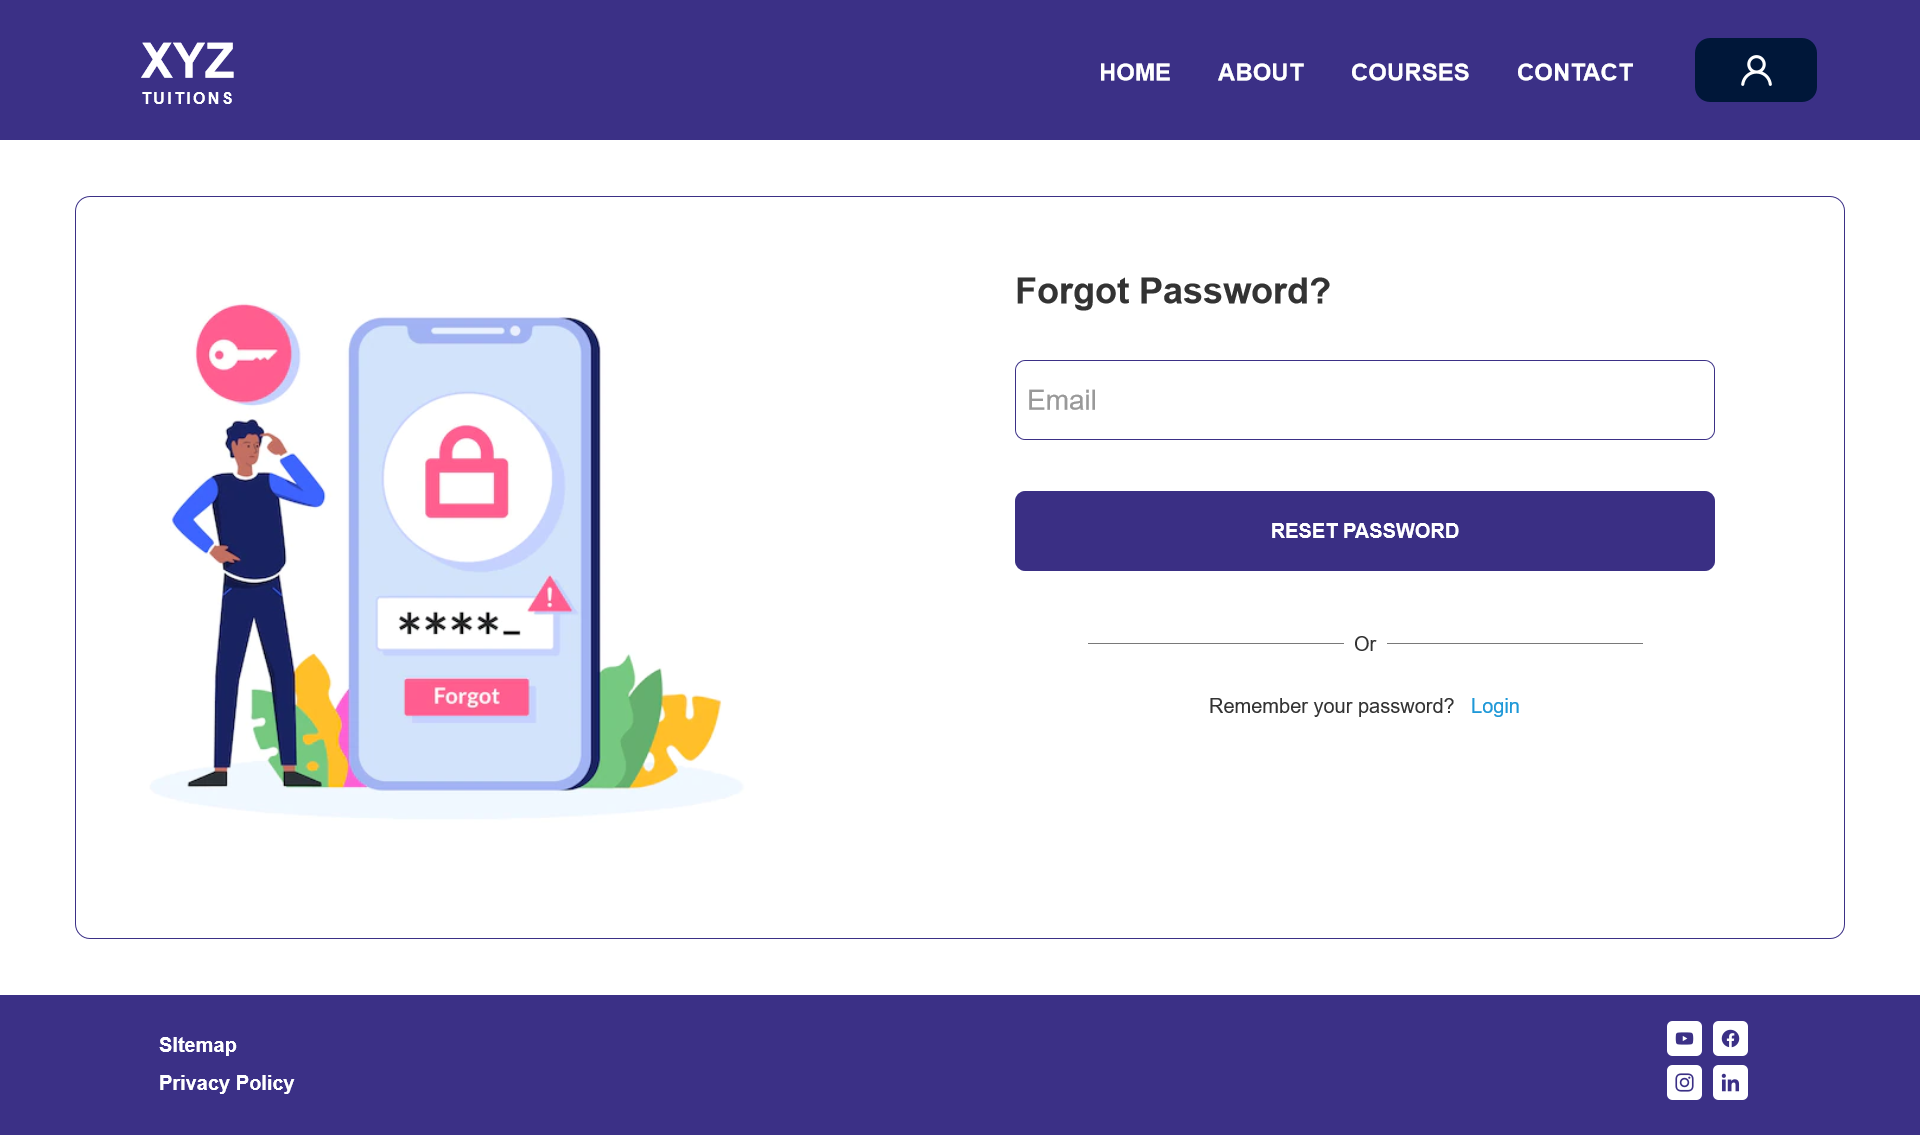 XYZ
TUITIONS
HOME ABOUT COURSES CONTACT
Forgot Password?
Email
RESET PASSWORD
Or
Remember your password? Login
****_
!
Forgot
SItemap
Privacy Policy